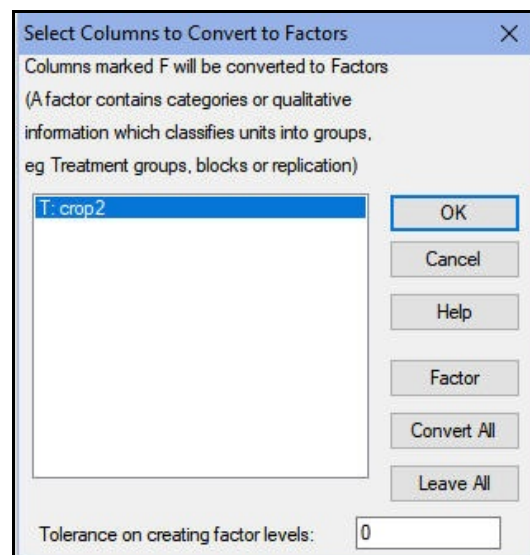 Select Columns to Convert to Factors
Columns marked F will be converted to Factors
(A factor contains categories or qualitative
information which classifies units into groups,
eg Treatment groups, blocks or replication)
T: crop2
OK
Cancel
Help
Factor
Convert All
Leave All
Tolerance on creating factor levels: 0